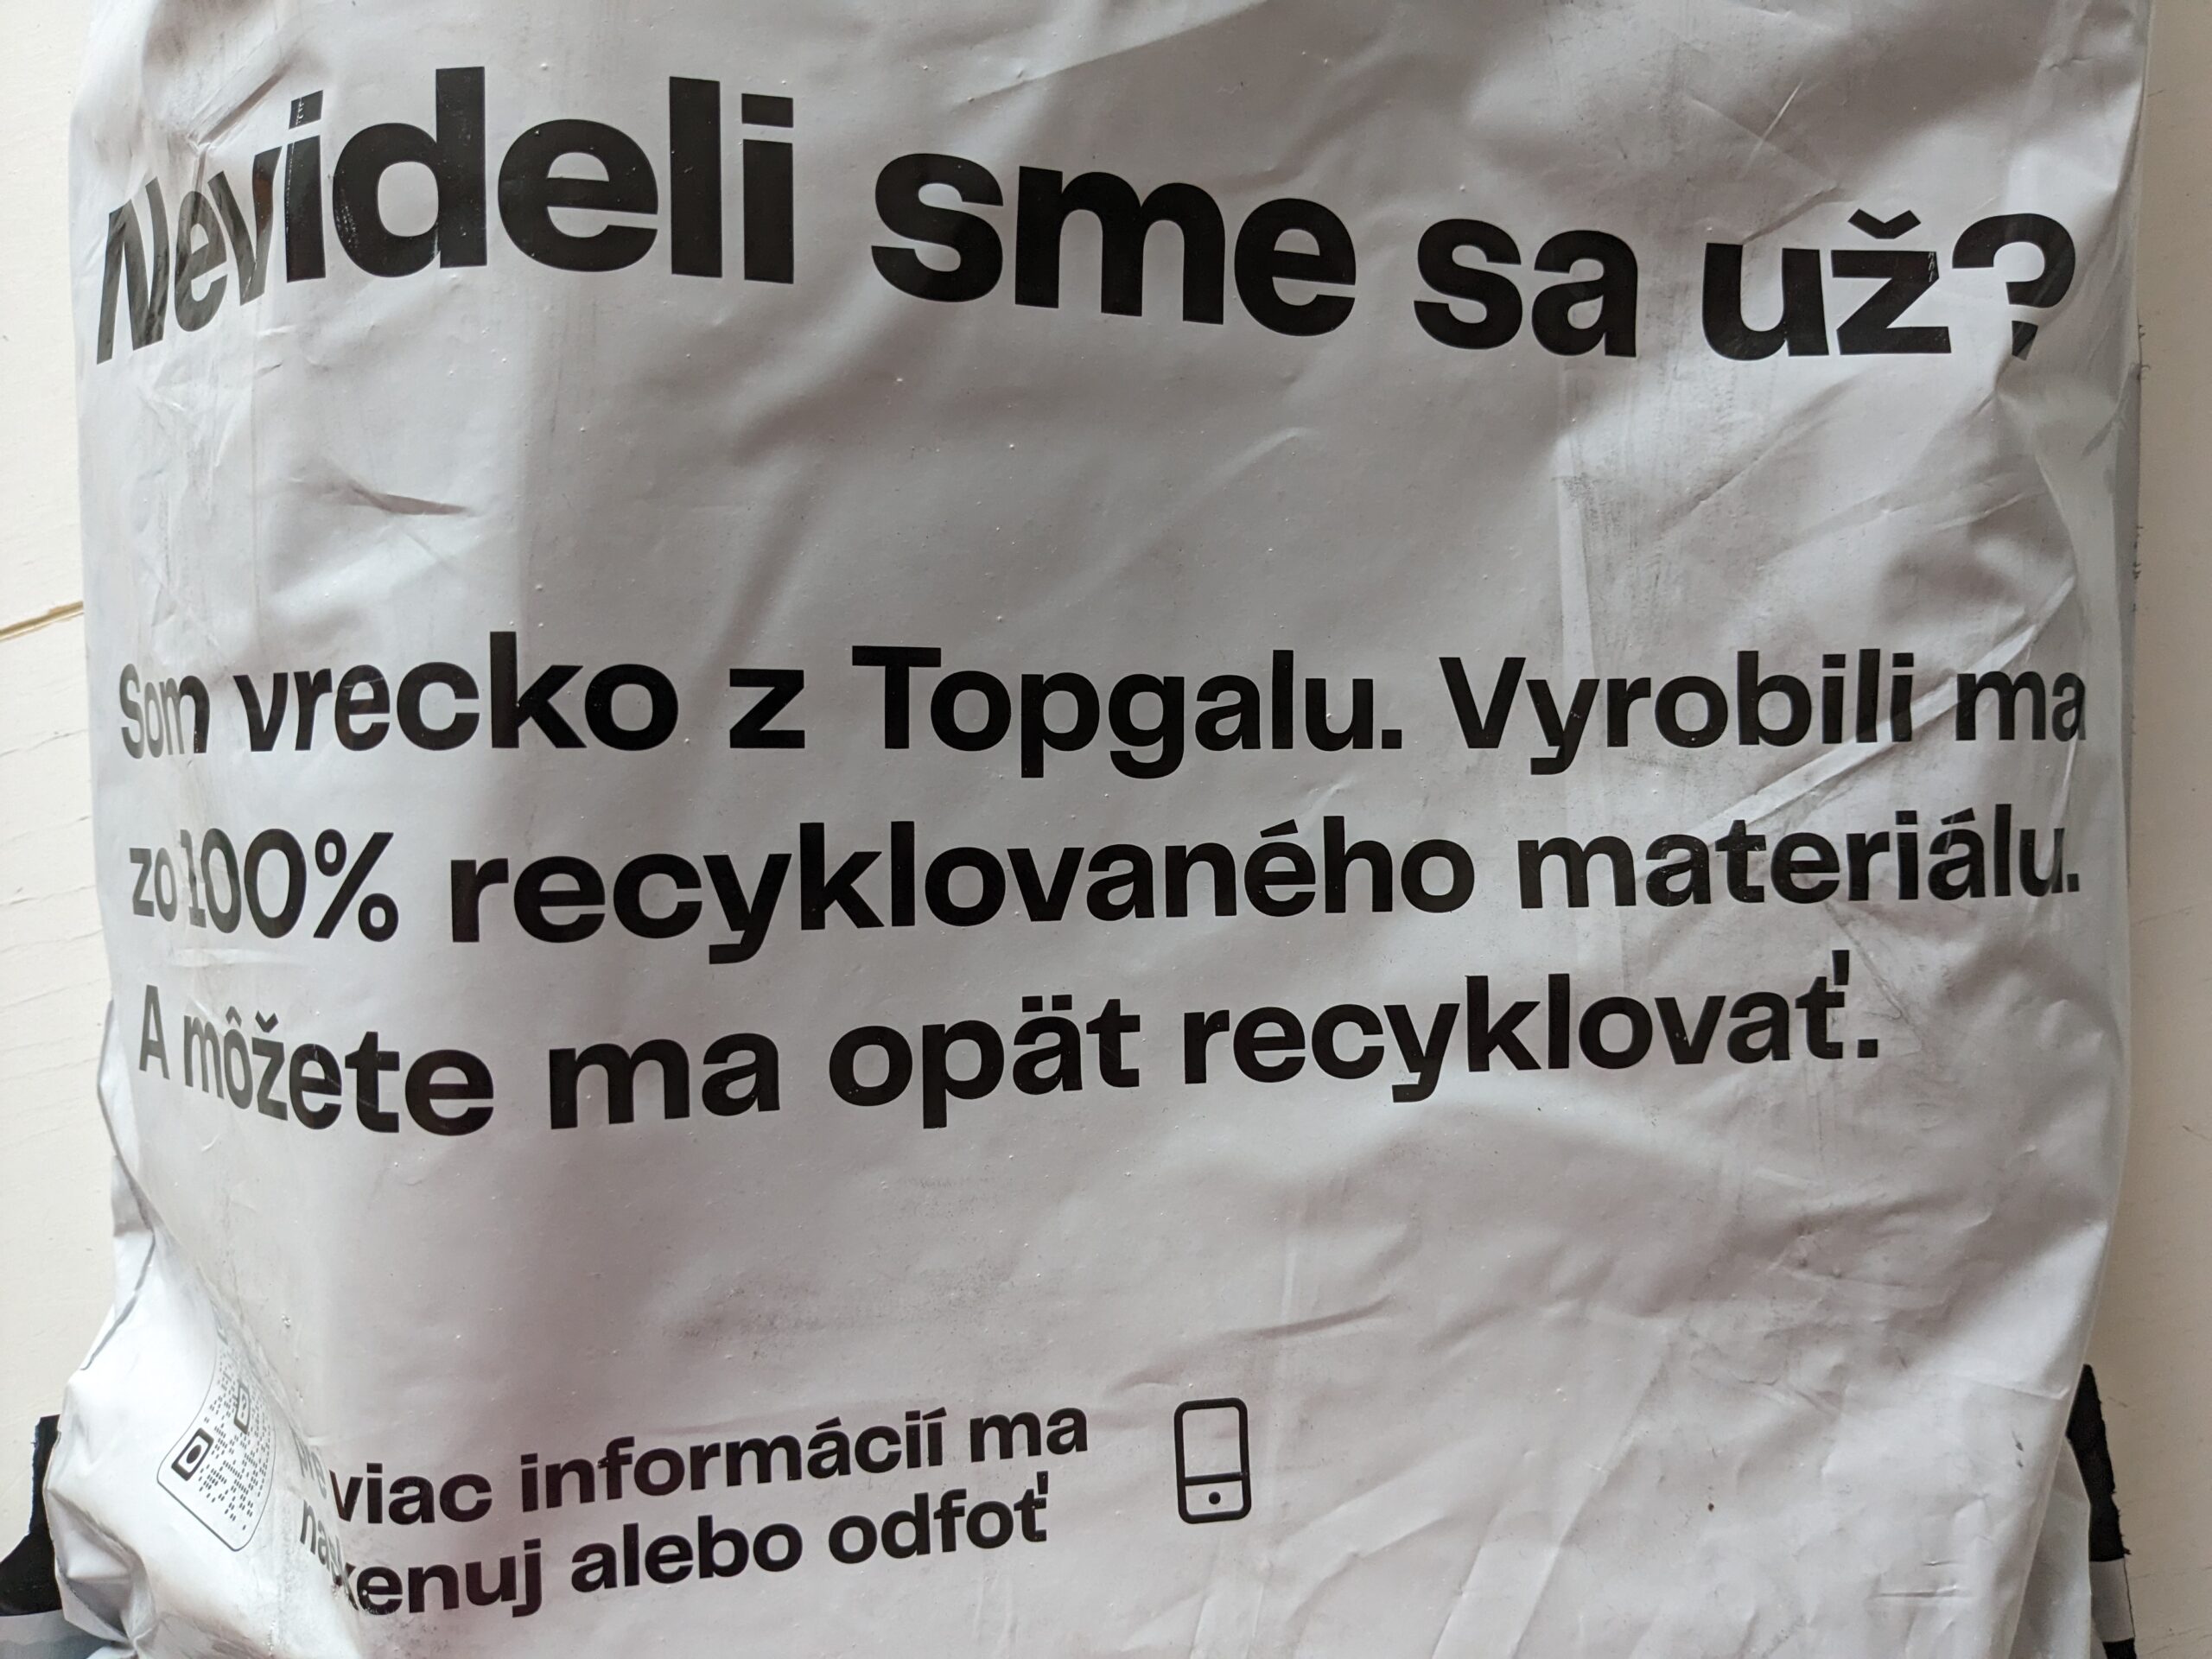 Nevideli sme sa už?
Som vrecko z Topgalu. Vyrobili ma
zo 100% recyklovaného materiálu.
A môžete ma opäť recyklovať.
viac informácií ma
naskenuj alebo odfoť